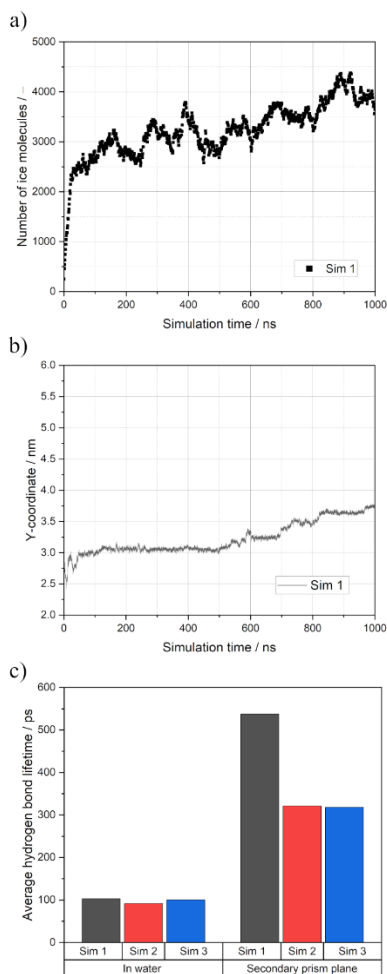 a)
5000
4000
3000
2000
1000
0
Number of ice molecules / –
Sim 1
0 200 400 600 800 1000
Simulation time / ns
b)
6.0
5.5
5.0
4.5
4.0
3.5
3.0
2.5
2.0
Y-coordinate / nm
Sim 1
0 200 400 600 800 1000
Simulation time / ns
c)
600
500
400
300
200
100
0
Average hydrogen bond lifetime / ps
Sim 1 Sim 2 Sim 3 Sim 1 Sim 2 Sim 3
In water Secondary prism plane